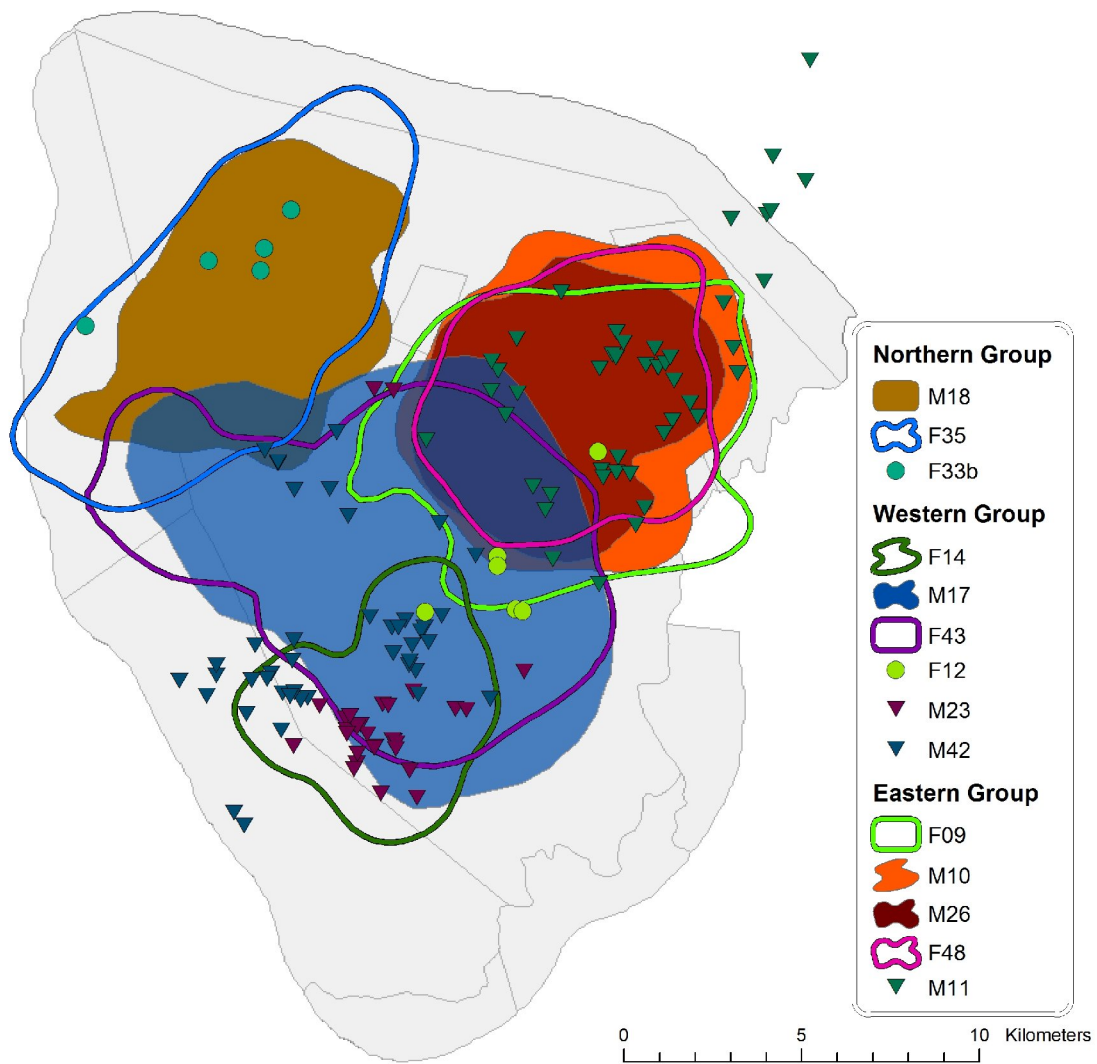 Northern Group
M18
F35
F33b
Western Group
F14
M17
F43
F12
M23
M42
Eastern Group
F09
M10
M26
F48
M11
0 5 10 Kilometers